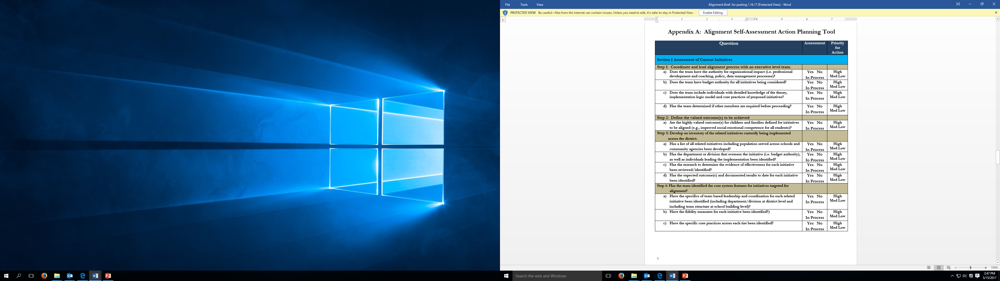 File Tools View
Alignment Brief. for posting.1.16.17 (Protected View) - Word
PROTECTED VIEW Be careful—files from the Internet can contain viruses. Unless you need to edit, it's safer to stay in Protected View. Enable Editing
1 2 3 4 5 6 7
Appendix A: Alignment Self-Assessment Action Planning Tool
Question Assessment Priority
for
Action
Section I Assessment of Current Initiatives
Step 1: Coordinate and lead alignment process with an executive level team.
a) Does the team have the authority for organizational impact (i.e. professional Yes No High
development and coaching, policy, data management processes)? In Process Med Low
b) Does the team have budget authority for all initiatives being considered? Yes No High
In Process Med Low
c) Does the team include individuals with detailed knowledge of the theory, Yes No High
implementation logic model and core practices of proposed initiatives? In Process Med Low
d) Has the team determined if other members are required before proceeding? Yes No High
In Process Med Low
Step 2: Define the valued outcome(s) to be achieved
a) Are the highly-valued outcome(s) for children and families defined for initiatives Yes No High
to be aligned (e.g., improved social emotional competence for all students)? In Process Med Low
Step 3: Develop an inventory of the related initiatives currently being implemented
across the district.
a) Has a list of all related initiatives including population served across schools and Yes No High
community agencies been developed? In Process Med Low
b) Has the department or division that oversees the initiative (i.e. budget authority), Yes No High
as well as individuals leading the implementation been identified? In Process Med Low
c) Has the research to determine the evidence of effectiveness for each initiative Yes No High
been reviewed/identified? In Process Med Low
d) Has the expected outcome(s) and documented results to date for each initiative Yes No High
been identified? In Process Med Low
Step 4: Has the team identified the core system features for initiatives targeted for
alignment?
a) Have the specifics of team based leadership and coordination for each related Yes No High
initiative been identified (including department/division at district level and In Process Med Low
including team structure at school building level)?
b) Have the fidelity measures for each initiative been identified?) Yes No High
In Process Med Low
c) Have the specific core practices across each tier been identified? Yes No High
In Process Med Low
9
100%
Search the web and Windows
2:47 PM
5/15/2017